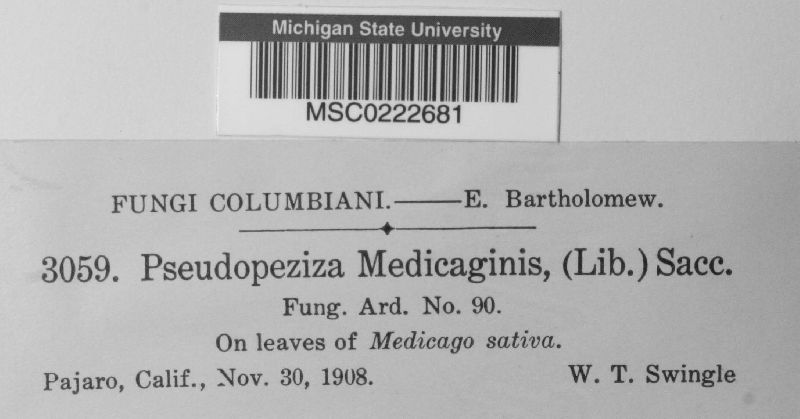 Michigan State University
MSC0222681
FUNGI COLUMBIANI.——E. Bartholomew.
3059. Pseudopeziza Medicaginis, (Lib.) Sacc.
Fung. Ard. No. 90.
On leaves of Medicago sativa.
Pajaro, Calif., Nov. 30, 1908. W. T. Swingle